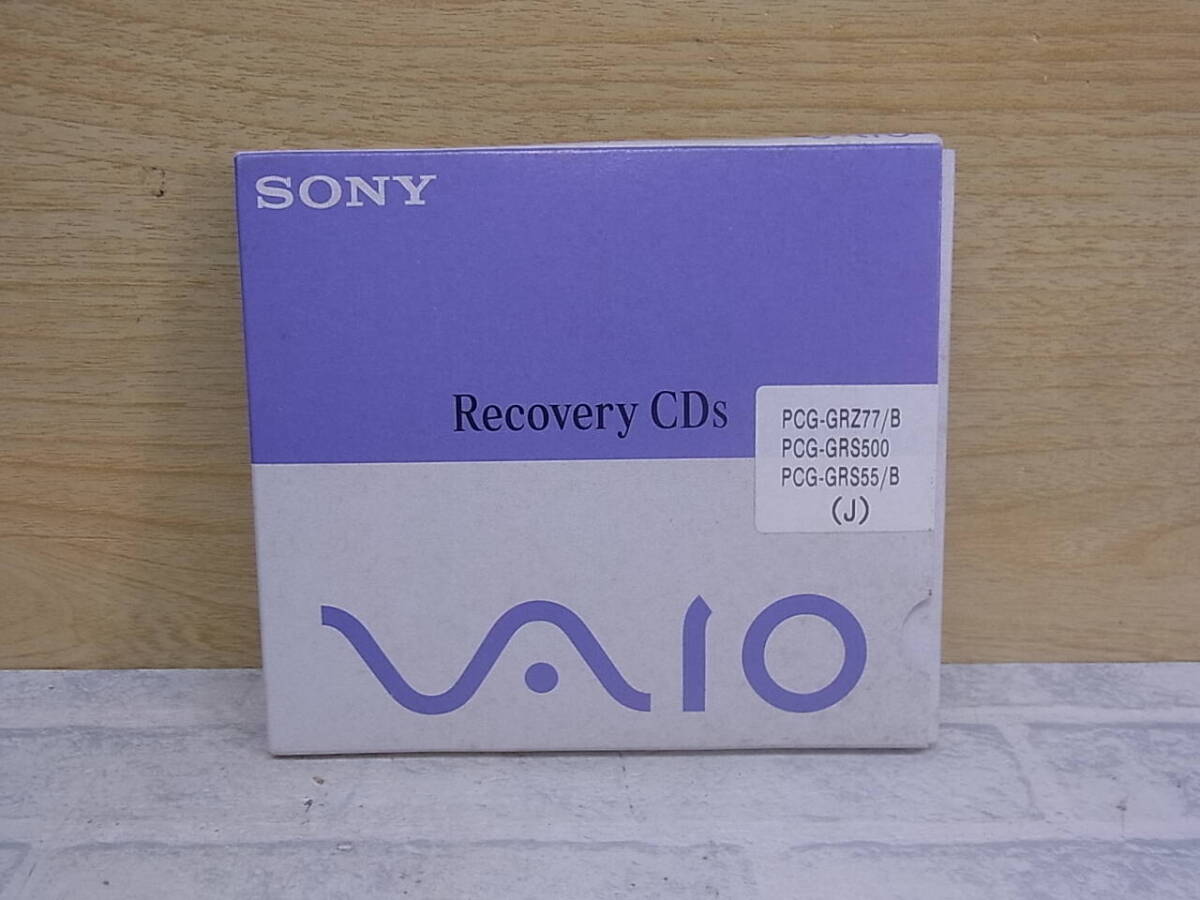 SONY
Recovery CDs
PCG-GRZ77/B
PCG-GRS500
PCG-GRS55/B
(J)
VAIO